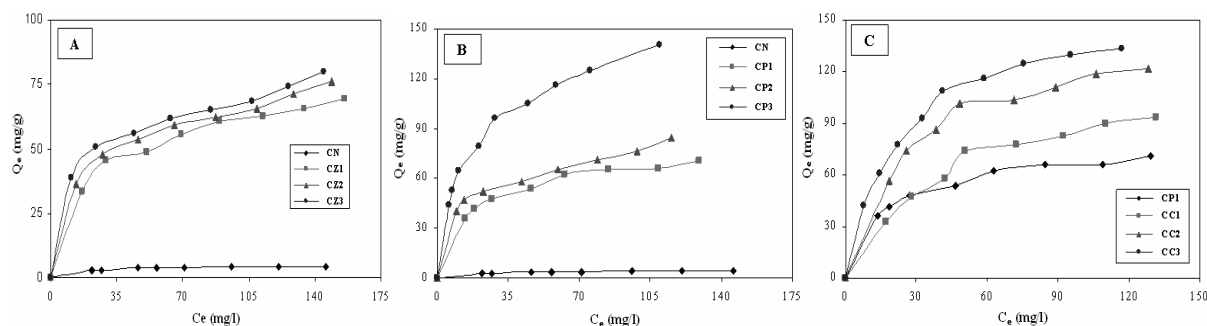 A
Qe (mg/g)
100
75
50
25
0
CN
CZ1
CZ2
CZ3
0 35 70 105 140 175
Ce (mg/l)
B
Qe (mg/g)
150
120
90
60
30
0
CN
CP1
CP2
CP3
0 35 70 105 140 175
Ce (mg/l)
C
Qe (mg/g)
150
120
90
60
30
0
CP1
CC1
CC2
CC3
0 30 60 90 120 150
Ce (mg/l)